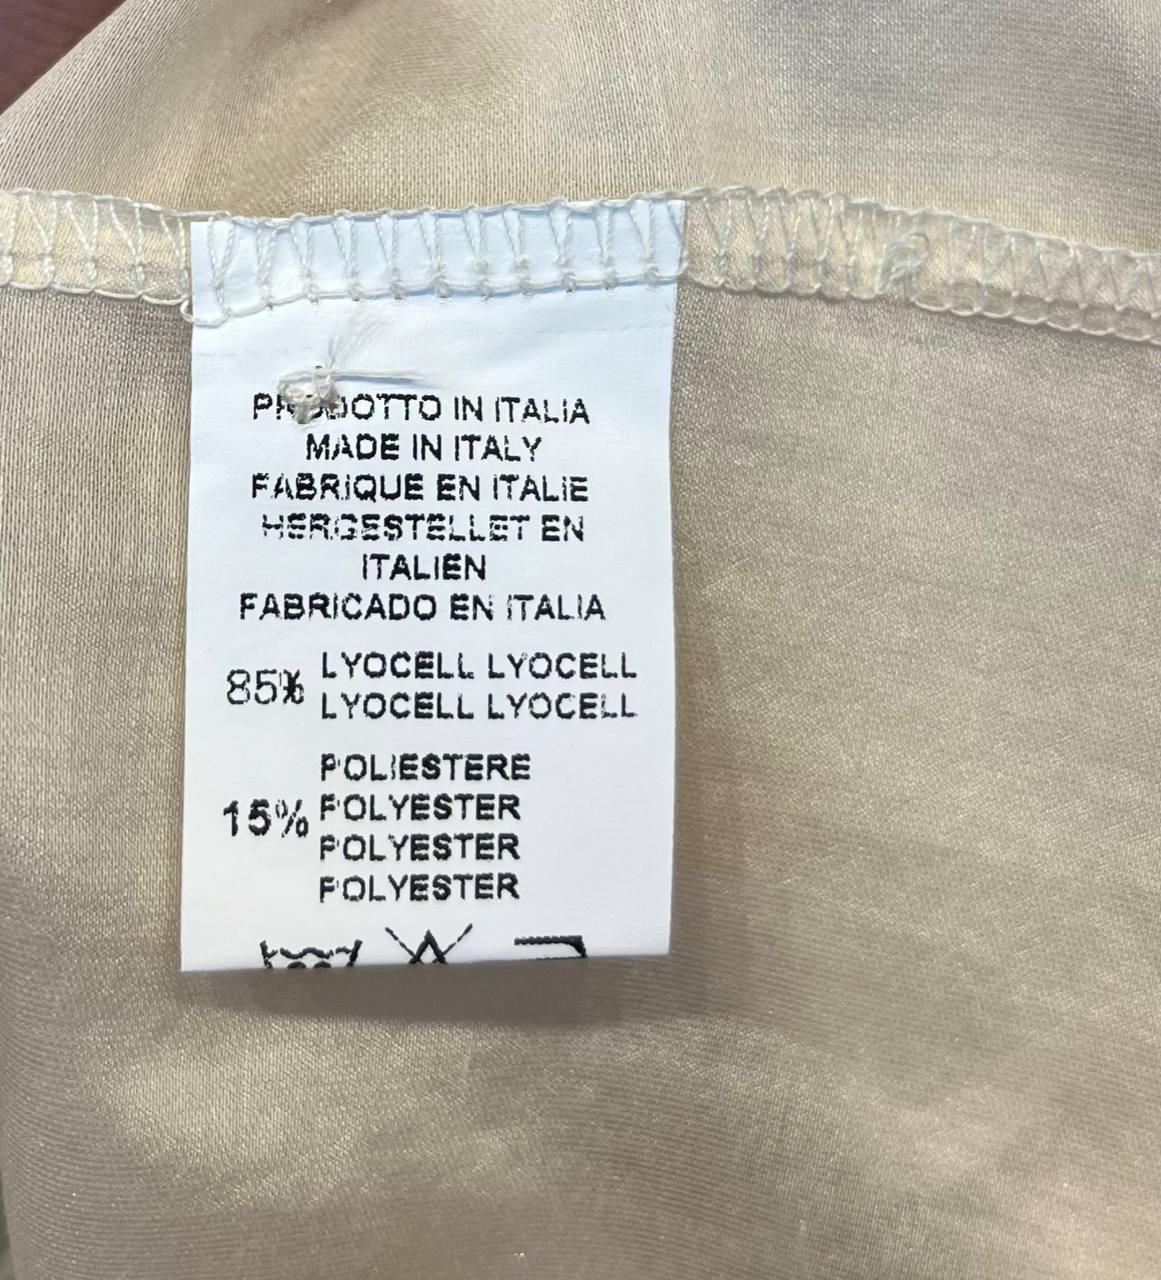 PRODOTTO IN ITALIA
MADE IN ITALY
FABRIQUE EN ITALIE
HERGESTELLET EN
ITALIEN
FABRICADO EN ITALIA
85% LYOCELL LYOCELL
LYOCELL LYOCELL
POLIESTERE
15% POLYESTER
POLYESTER
POLYESTER